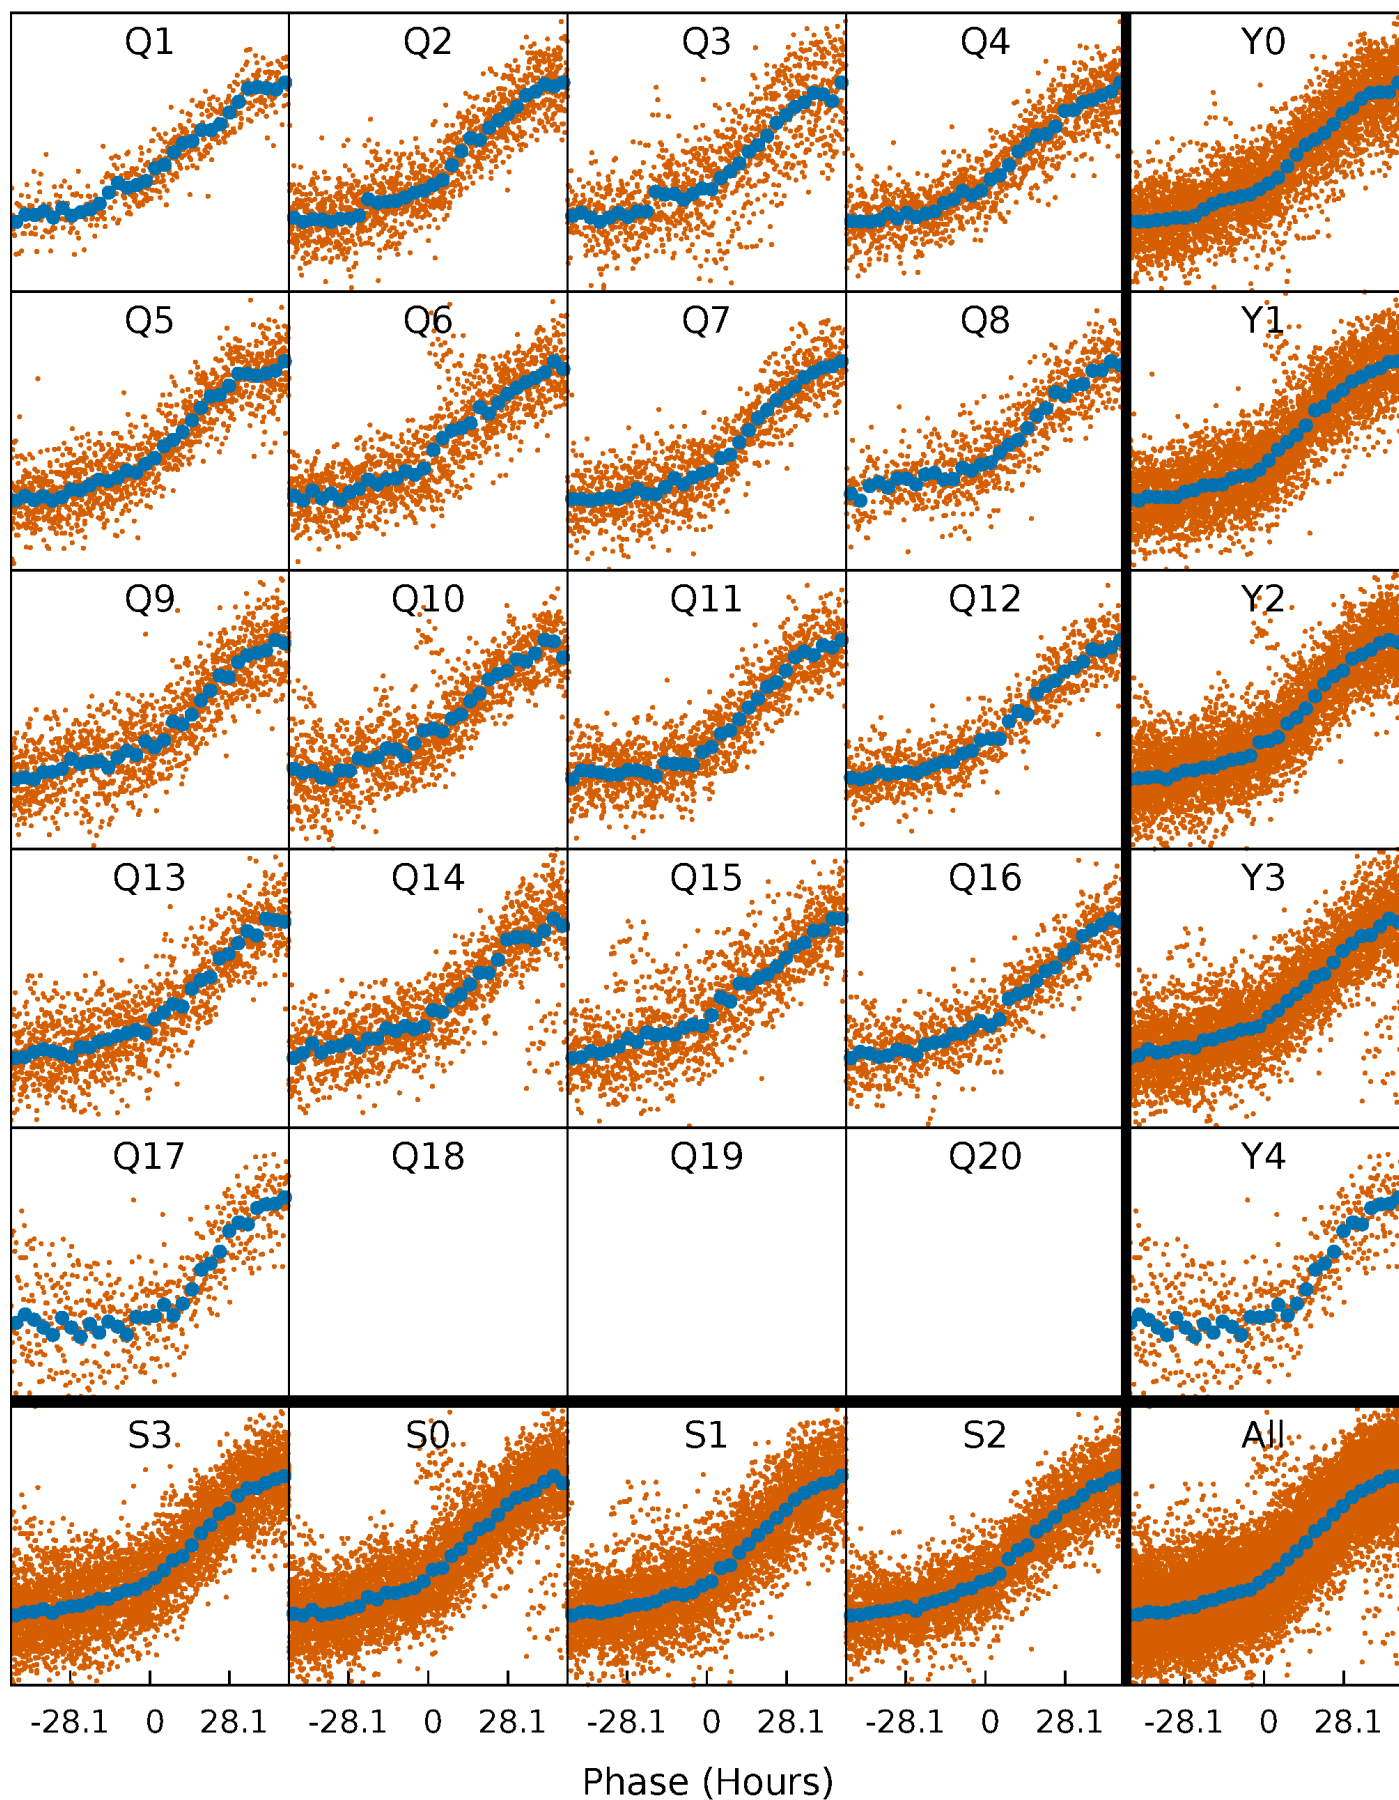 Q1 Q2 Q3 Q4 Y0
Q5 Q6 Q7 Q8 Y1
Q9 Q10 Q11 Q12 Y2
Q13 Q14 Q15 Q16 Y3
Q17 Q18 Q19 Q20 Y4
S3 S0 S1 S2 All
-28.1 0 28.1 -28.1 0 28.1 -28.1 0 28.1 -28.1 0 28.1 -28.1 0 28.1
Phase (Hours)